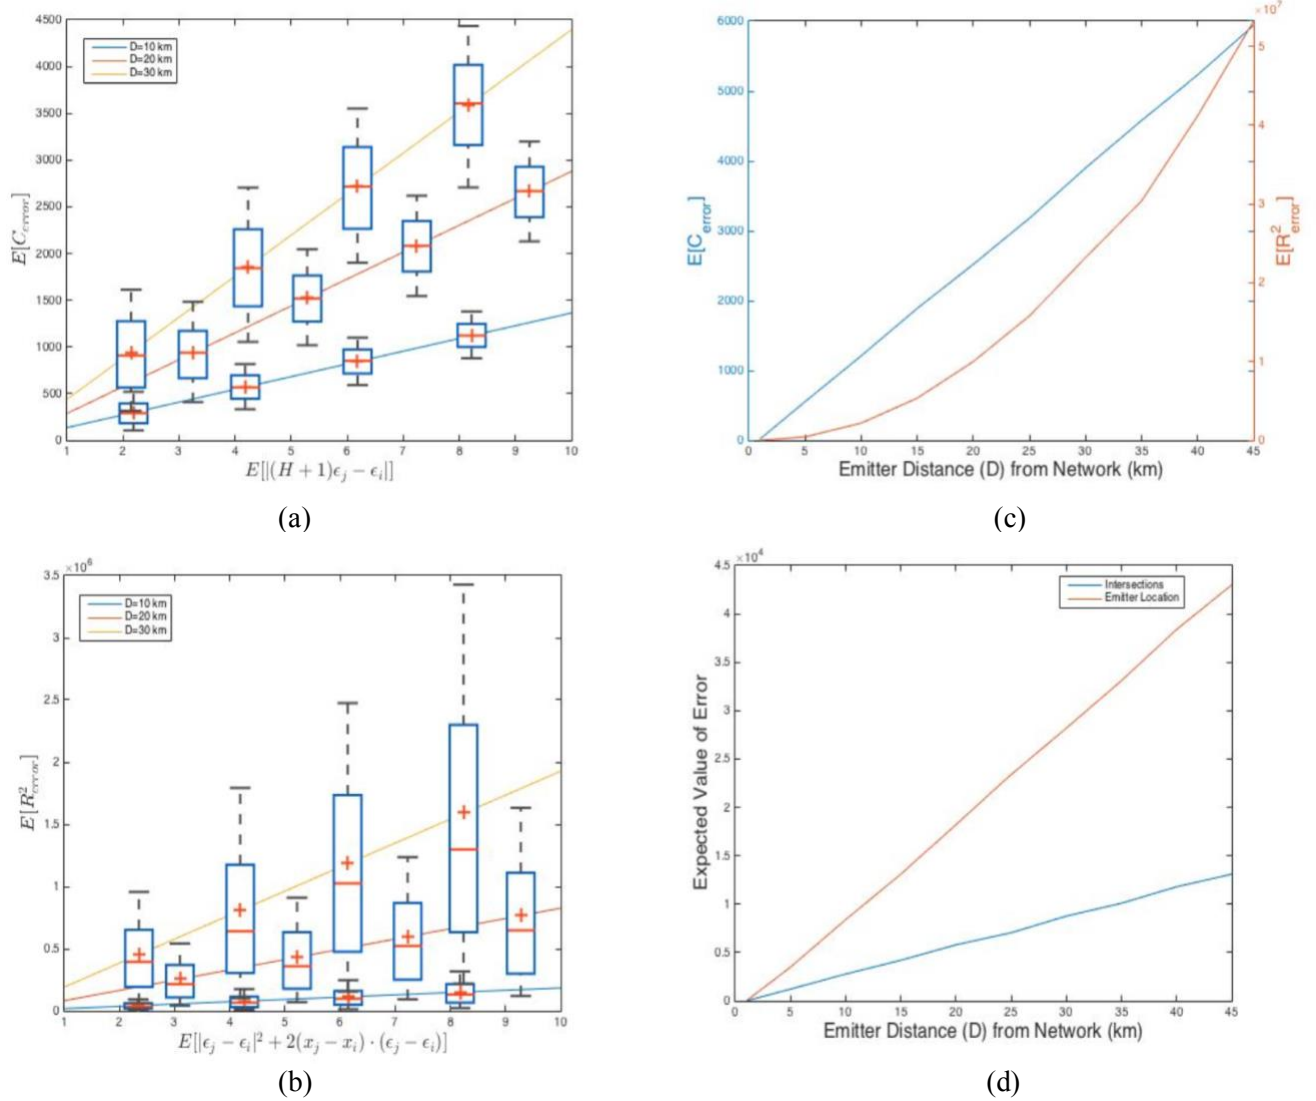 4500
4000
3500
3000
2500
2000
1500
1000
500
0
E[C_error]
D=10 km
D=20 km
D=30 km
1 2 3 4 5 6 7 8 9 10
E[|(H + 1)ϵ_j − ϵ_i|]
(a)
6000
5000
4000
3000
2000
1000
0
E[C_error]
×10^7
5
4
3
2
1
0
E[R²_error]
0 5 10 15 20 25 30 35 40 45
Emitter Distance (D) from Network (km)
(c)
×10^6
3.5
3
2.5
2
1.5
1
0.5
0
E[R²_error]
D=10 km
D=20 km
D=30 km
1 2 3 4 5 6 7 8 9 10
E[|ϵ_j − ϵ_i|² + 2(x_j − x_i) · (ϵ_j − ϵ_i)]
(b)
×10^4
4.5
4
3.5
3
2.5
2
1.5
1
0.5
0
Expected Value of Error
Intersections
Emitter Location
0 5 10 15 20 25 30 35 40 45
Emitter Distance (D) from Network (km)
(d)